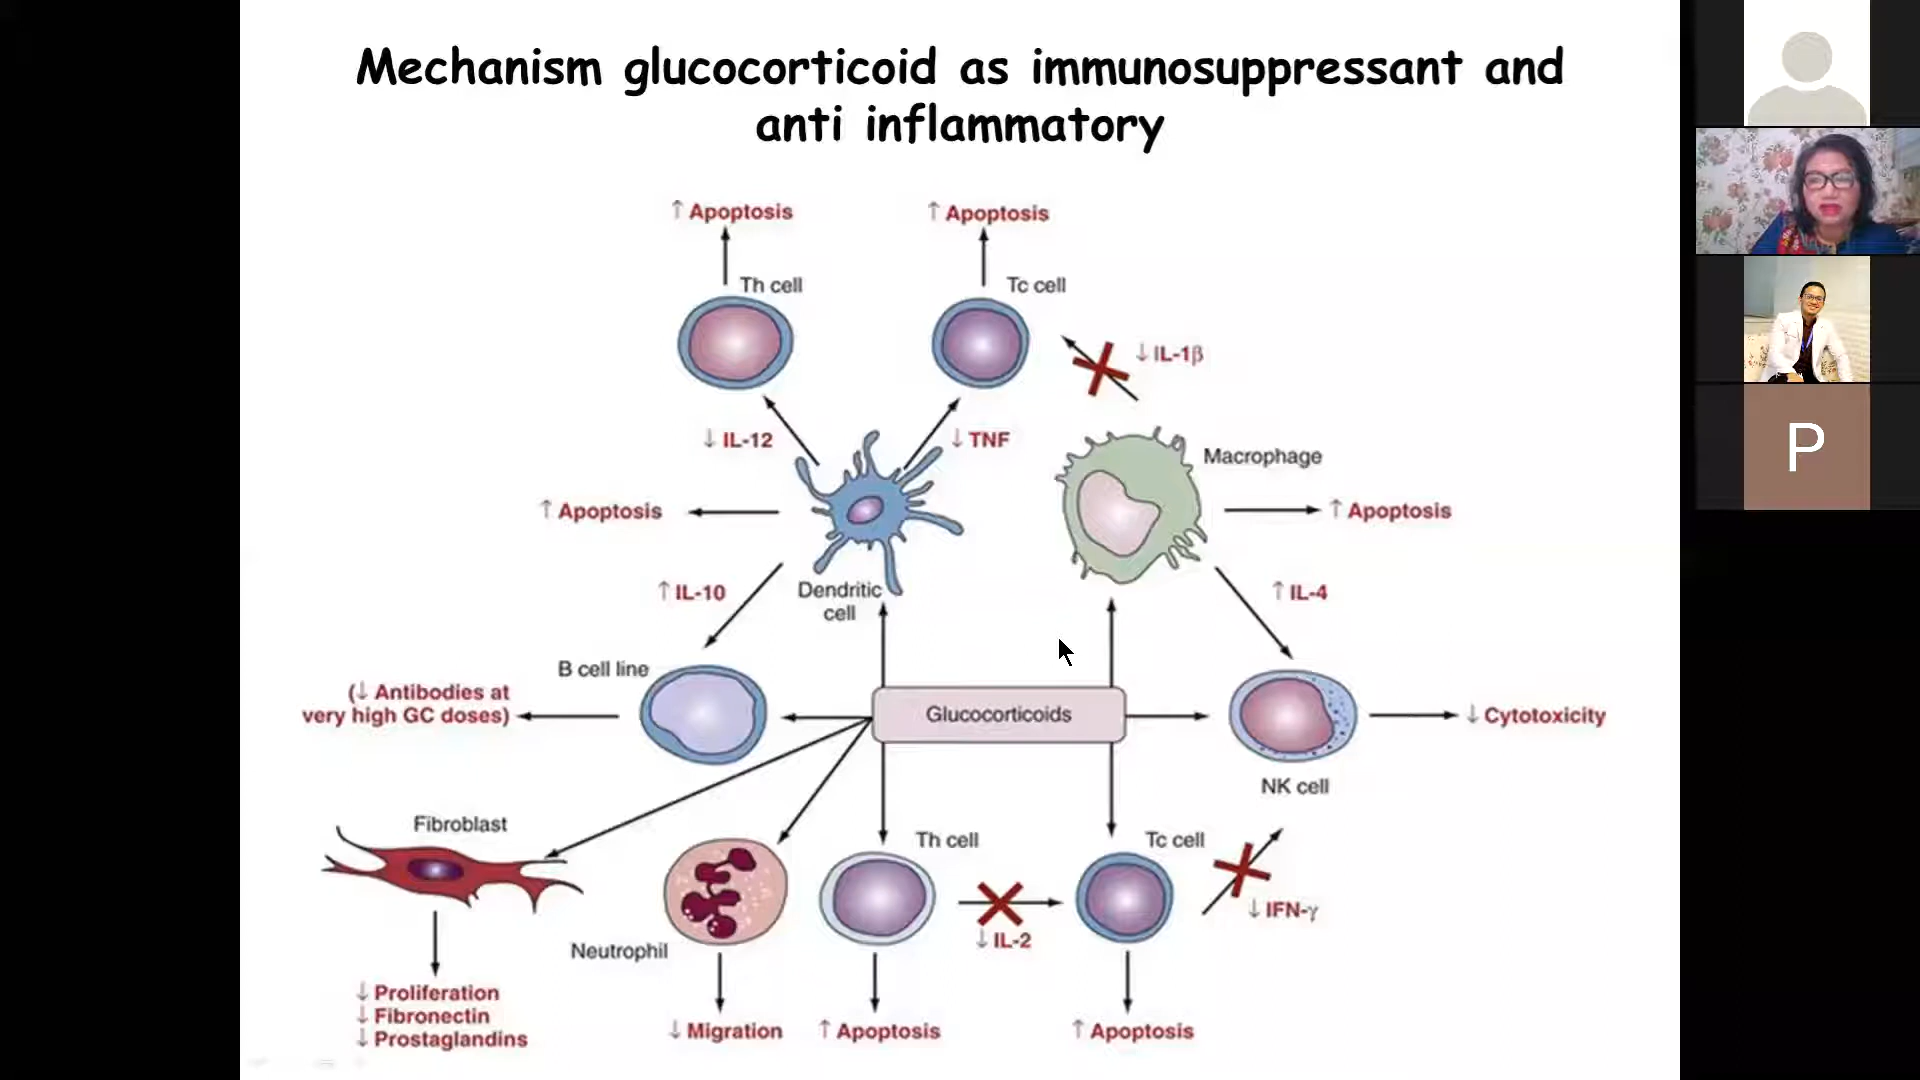 Mechanism glucocorticoid as immunosuppressant and
anti inflammatory
↑ Apoptosis
↑ Apoptosis
Th cell
Tc cell
↓ IL-1β
↓ IL-12
↓ TNF
Macrophage
↑ Apoptosis
↑ Apoptosis
↑ IL-10
Dendritic
cell
↑ IL-4
B cell line
(↓ Antibodies at
very high GC doses)
Glucocorticoids
↓ Cytotoxicity
NK cell
Fibroblast
Th cell
Tc cell
↓ IFN-γ
↓ IL-2
Neutrophil
↓ Proliferation
↓ Fibronectin
↓ Prostaglandins
↓ Migration
↑ Apoptosis
↑ Apoptosis
P